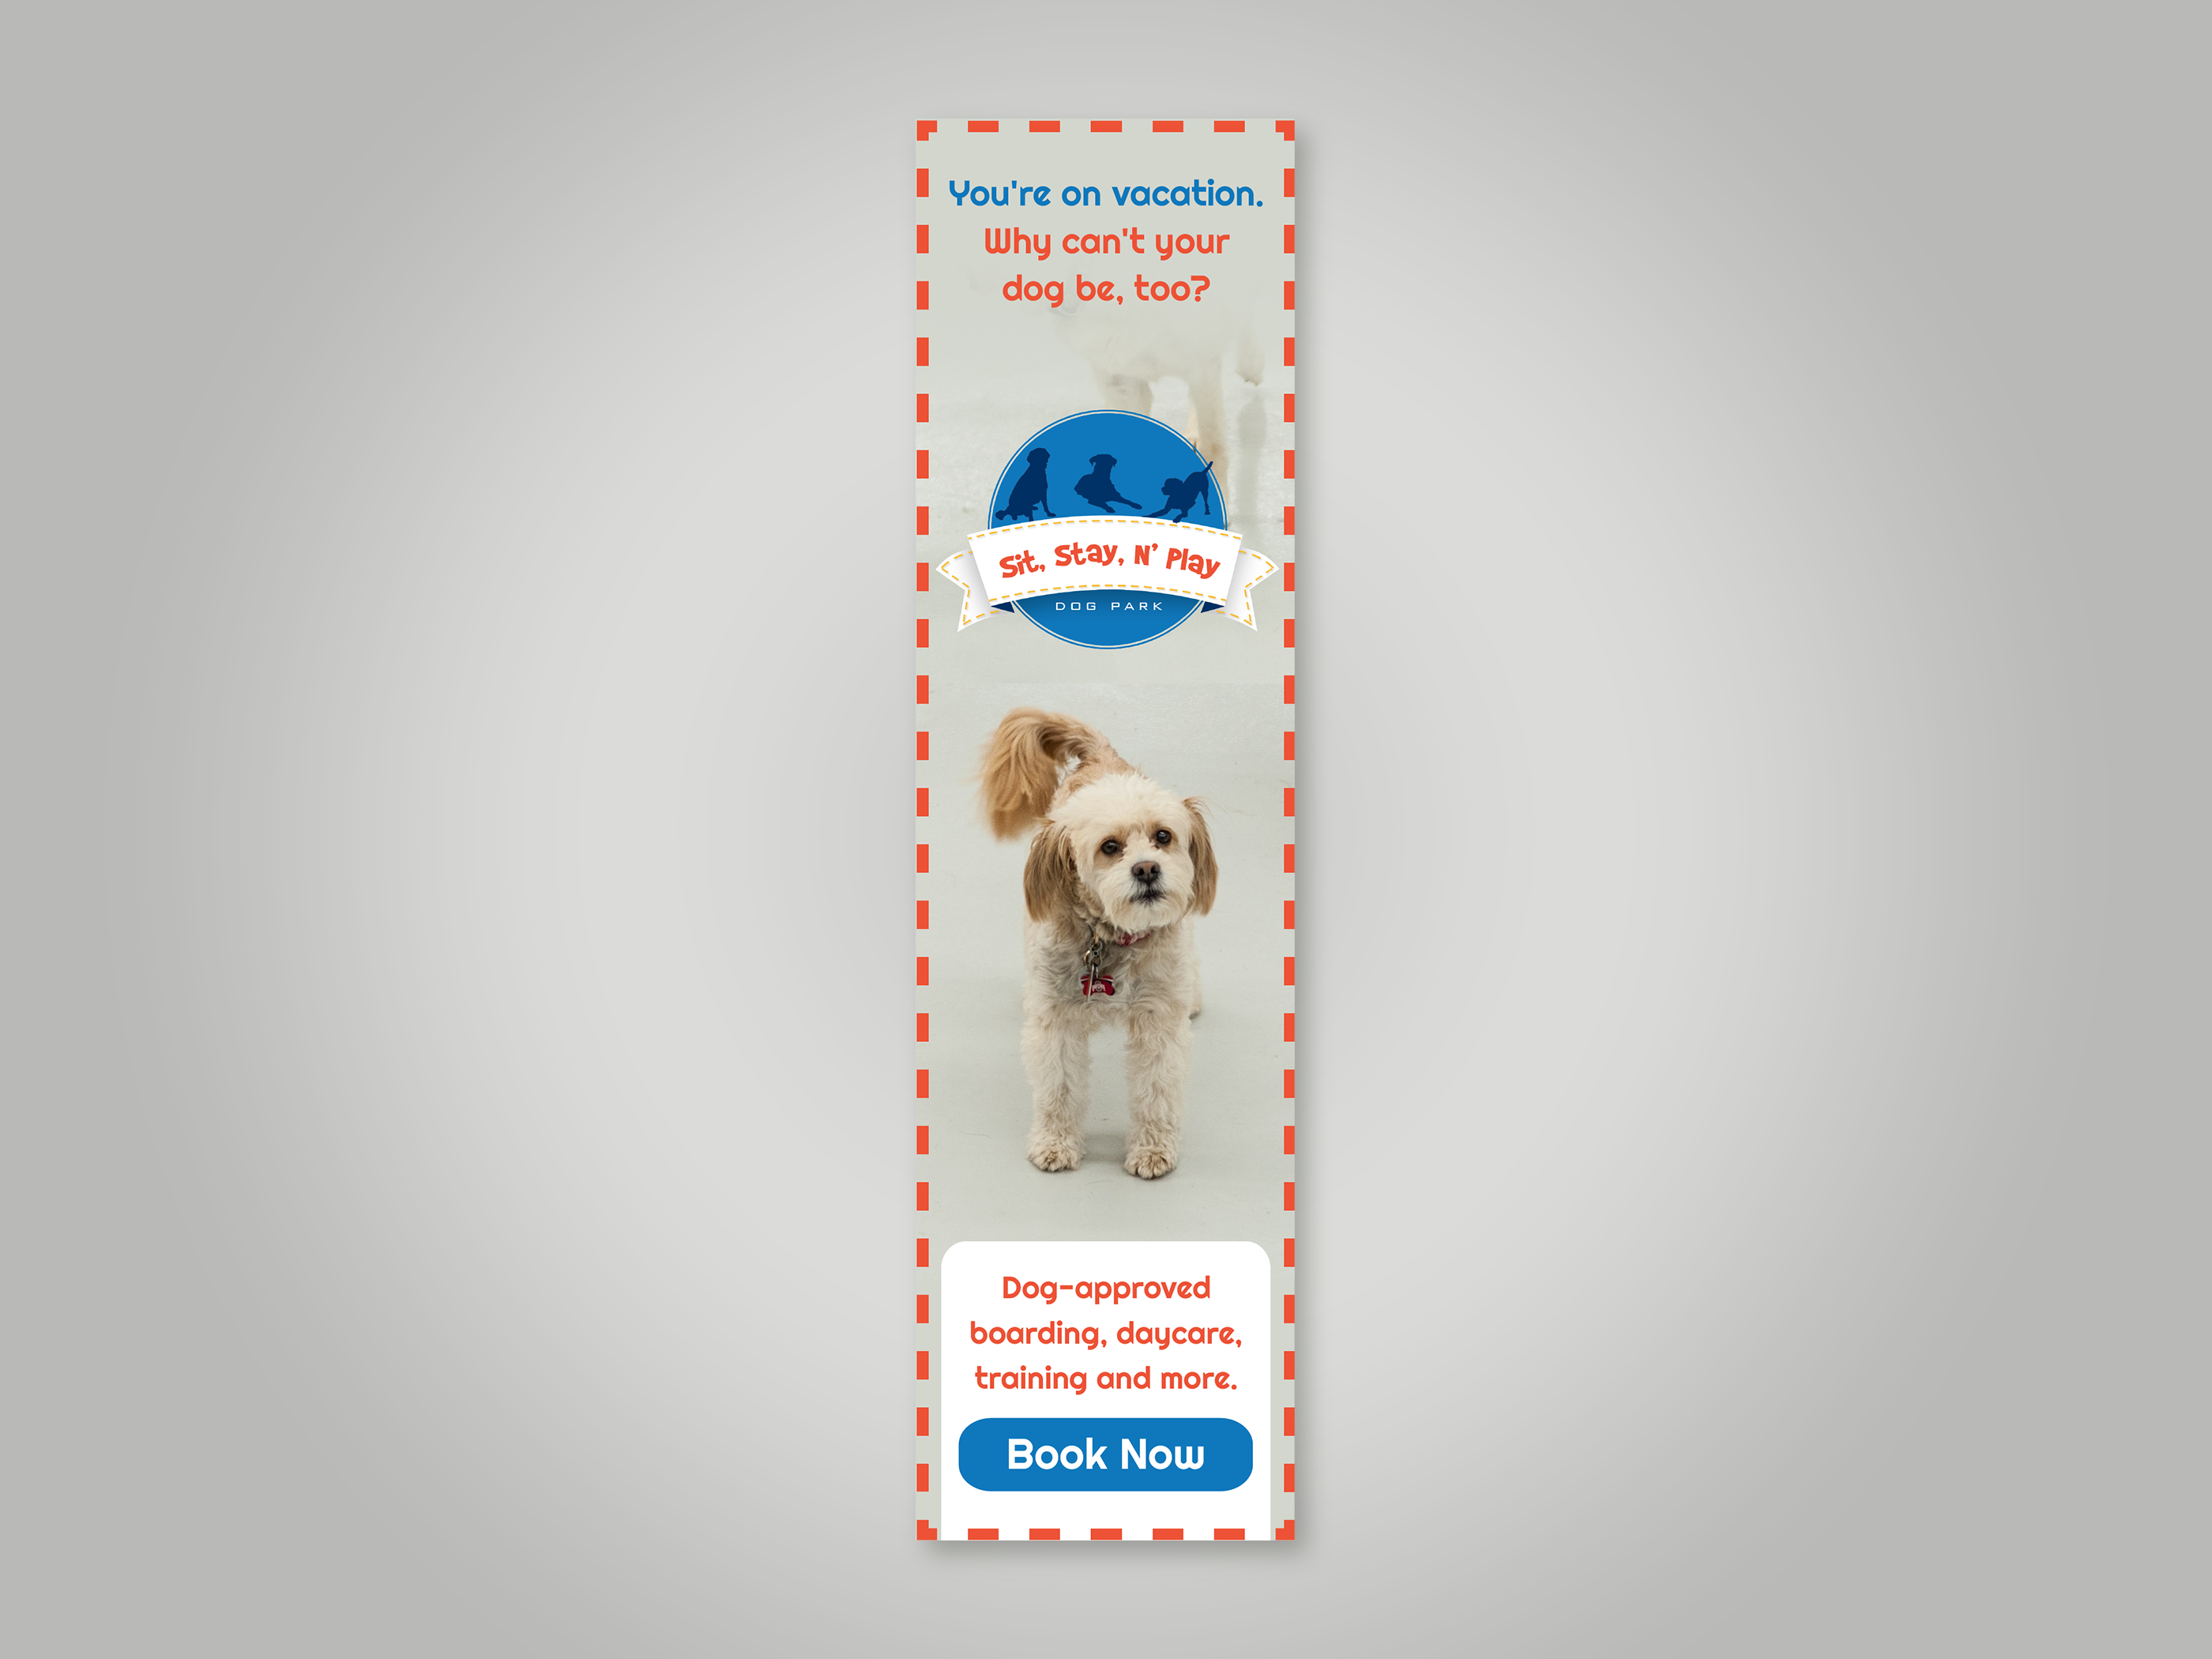 You're on vacation.
Why can't your
dog be, too?
Sit, Stay, N' Play
DOG PARK
Dog-approved
boarding, daycare,
training and more.
Book Now